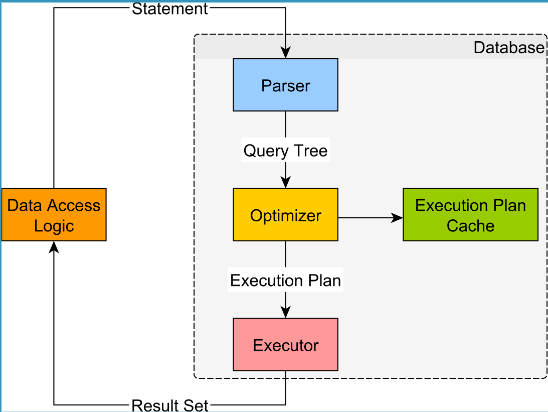 Statement
Database
Parser
Query Tree
Data Access
Logic
Optimizer
Execution Plan
Cache
Execution Plan
Executor
Result Set